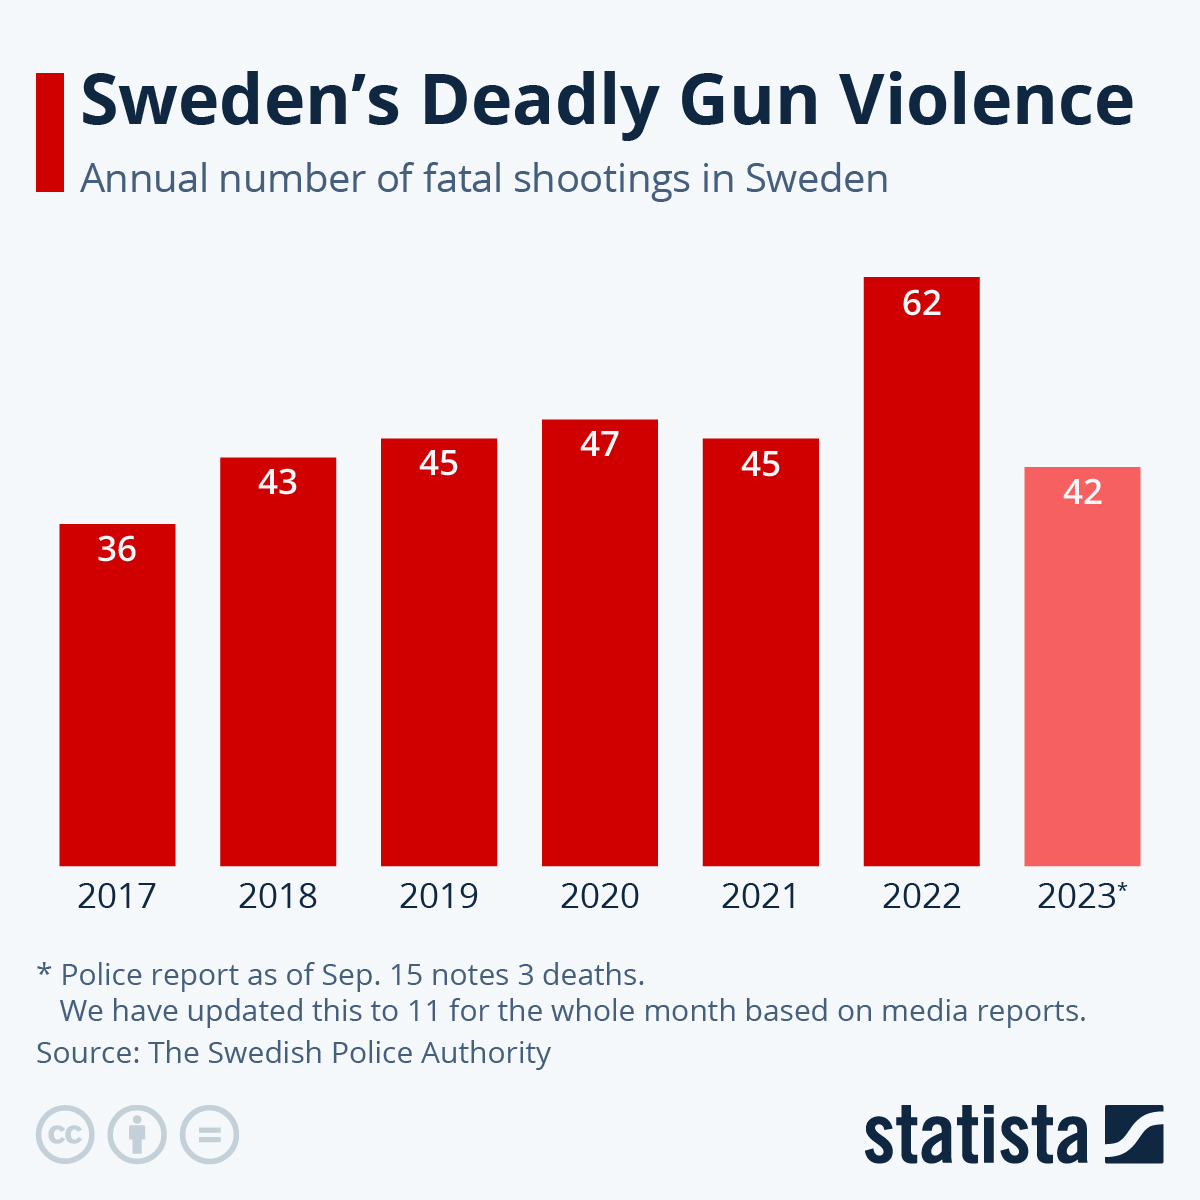 Sweden's Deadly Gun Violence
Annual number of fatal shootings in Sweden
36
43
45
47
45
62
42
2017
2018
2019
2020
2021
2022
2023*
* Police report as of Sep. 15 notes 3 deaths.
We have updated this to 11 for the whole month based on media reports.
Source: The Swedish Police Authority
cc
statista